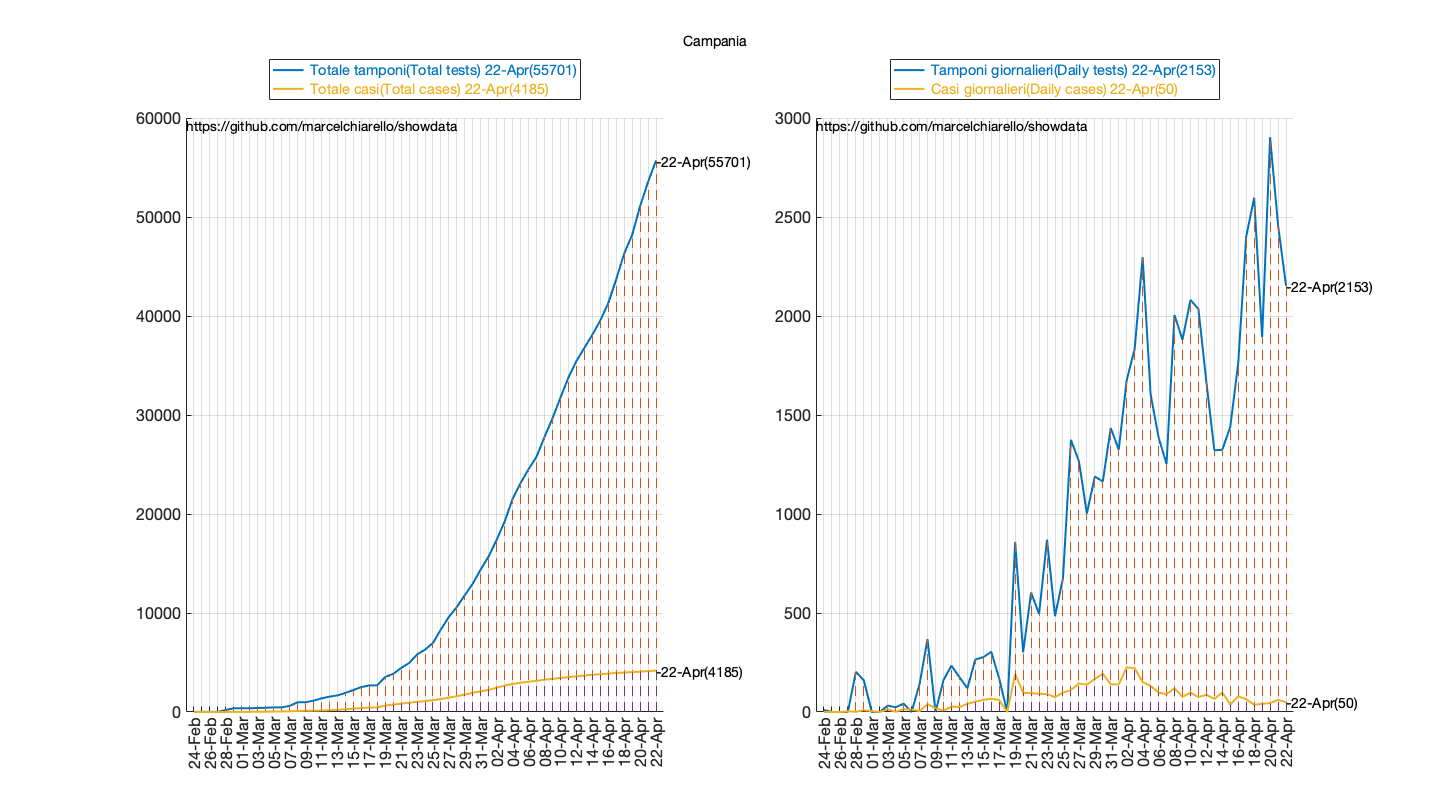 Campania
Totale tamponi(Total tests) 22-Apr(55701)
Totale casi(Total cases) 22-Apr(4185)
https://github.com/marcelchiarello/showdata
60000
50000
40000
30000
20000
10000
0
22-Apr(55701)
22-Apr(4185)
24-Feb
26-Feb
28-Feb
01-Mar
03-Mar
05-Mar
07-Mar
09-Mar
11-Mar
13-Mar
15-Mar
17-Mar
19-Mar
21-Mar
23-Mar
25-Mar
27-Mar
29-Mar
31-Mar
02-Apr
04-Apr
06-Apr
08-Apr
10-Apr
12-Apr
14-Apr
16-Apr
18-Apr
20-Apr
22-Apr
Tamponi giornalieri(Daily tests) 22-Apr(2153)
Casi giornalieri(Daily cases) 22-Apr(50)
https://github.com/marcelchiarello/showdata
3000
2500
2000
1500
1000
500
0
22-Apr(2153)
22-Apr(50)
24-Feb
26-Feb
28-Feb
01-Mar
03-Mar
05-Mar
07-Mar
09-Mar
11-Mar
13-Mar
15-Mar
17-Mar
19-Mar
21-Mar
23-Mar
25-Mar
27-Mar
29-Mar
31-Mar
02-Apr
04-Apr
06-Apr
08-Apr
10-Apr
12-Apr
14-Apr
16-Apr
18-Apr
20-Apr
22-Apr